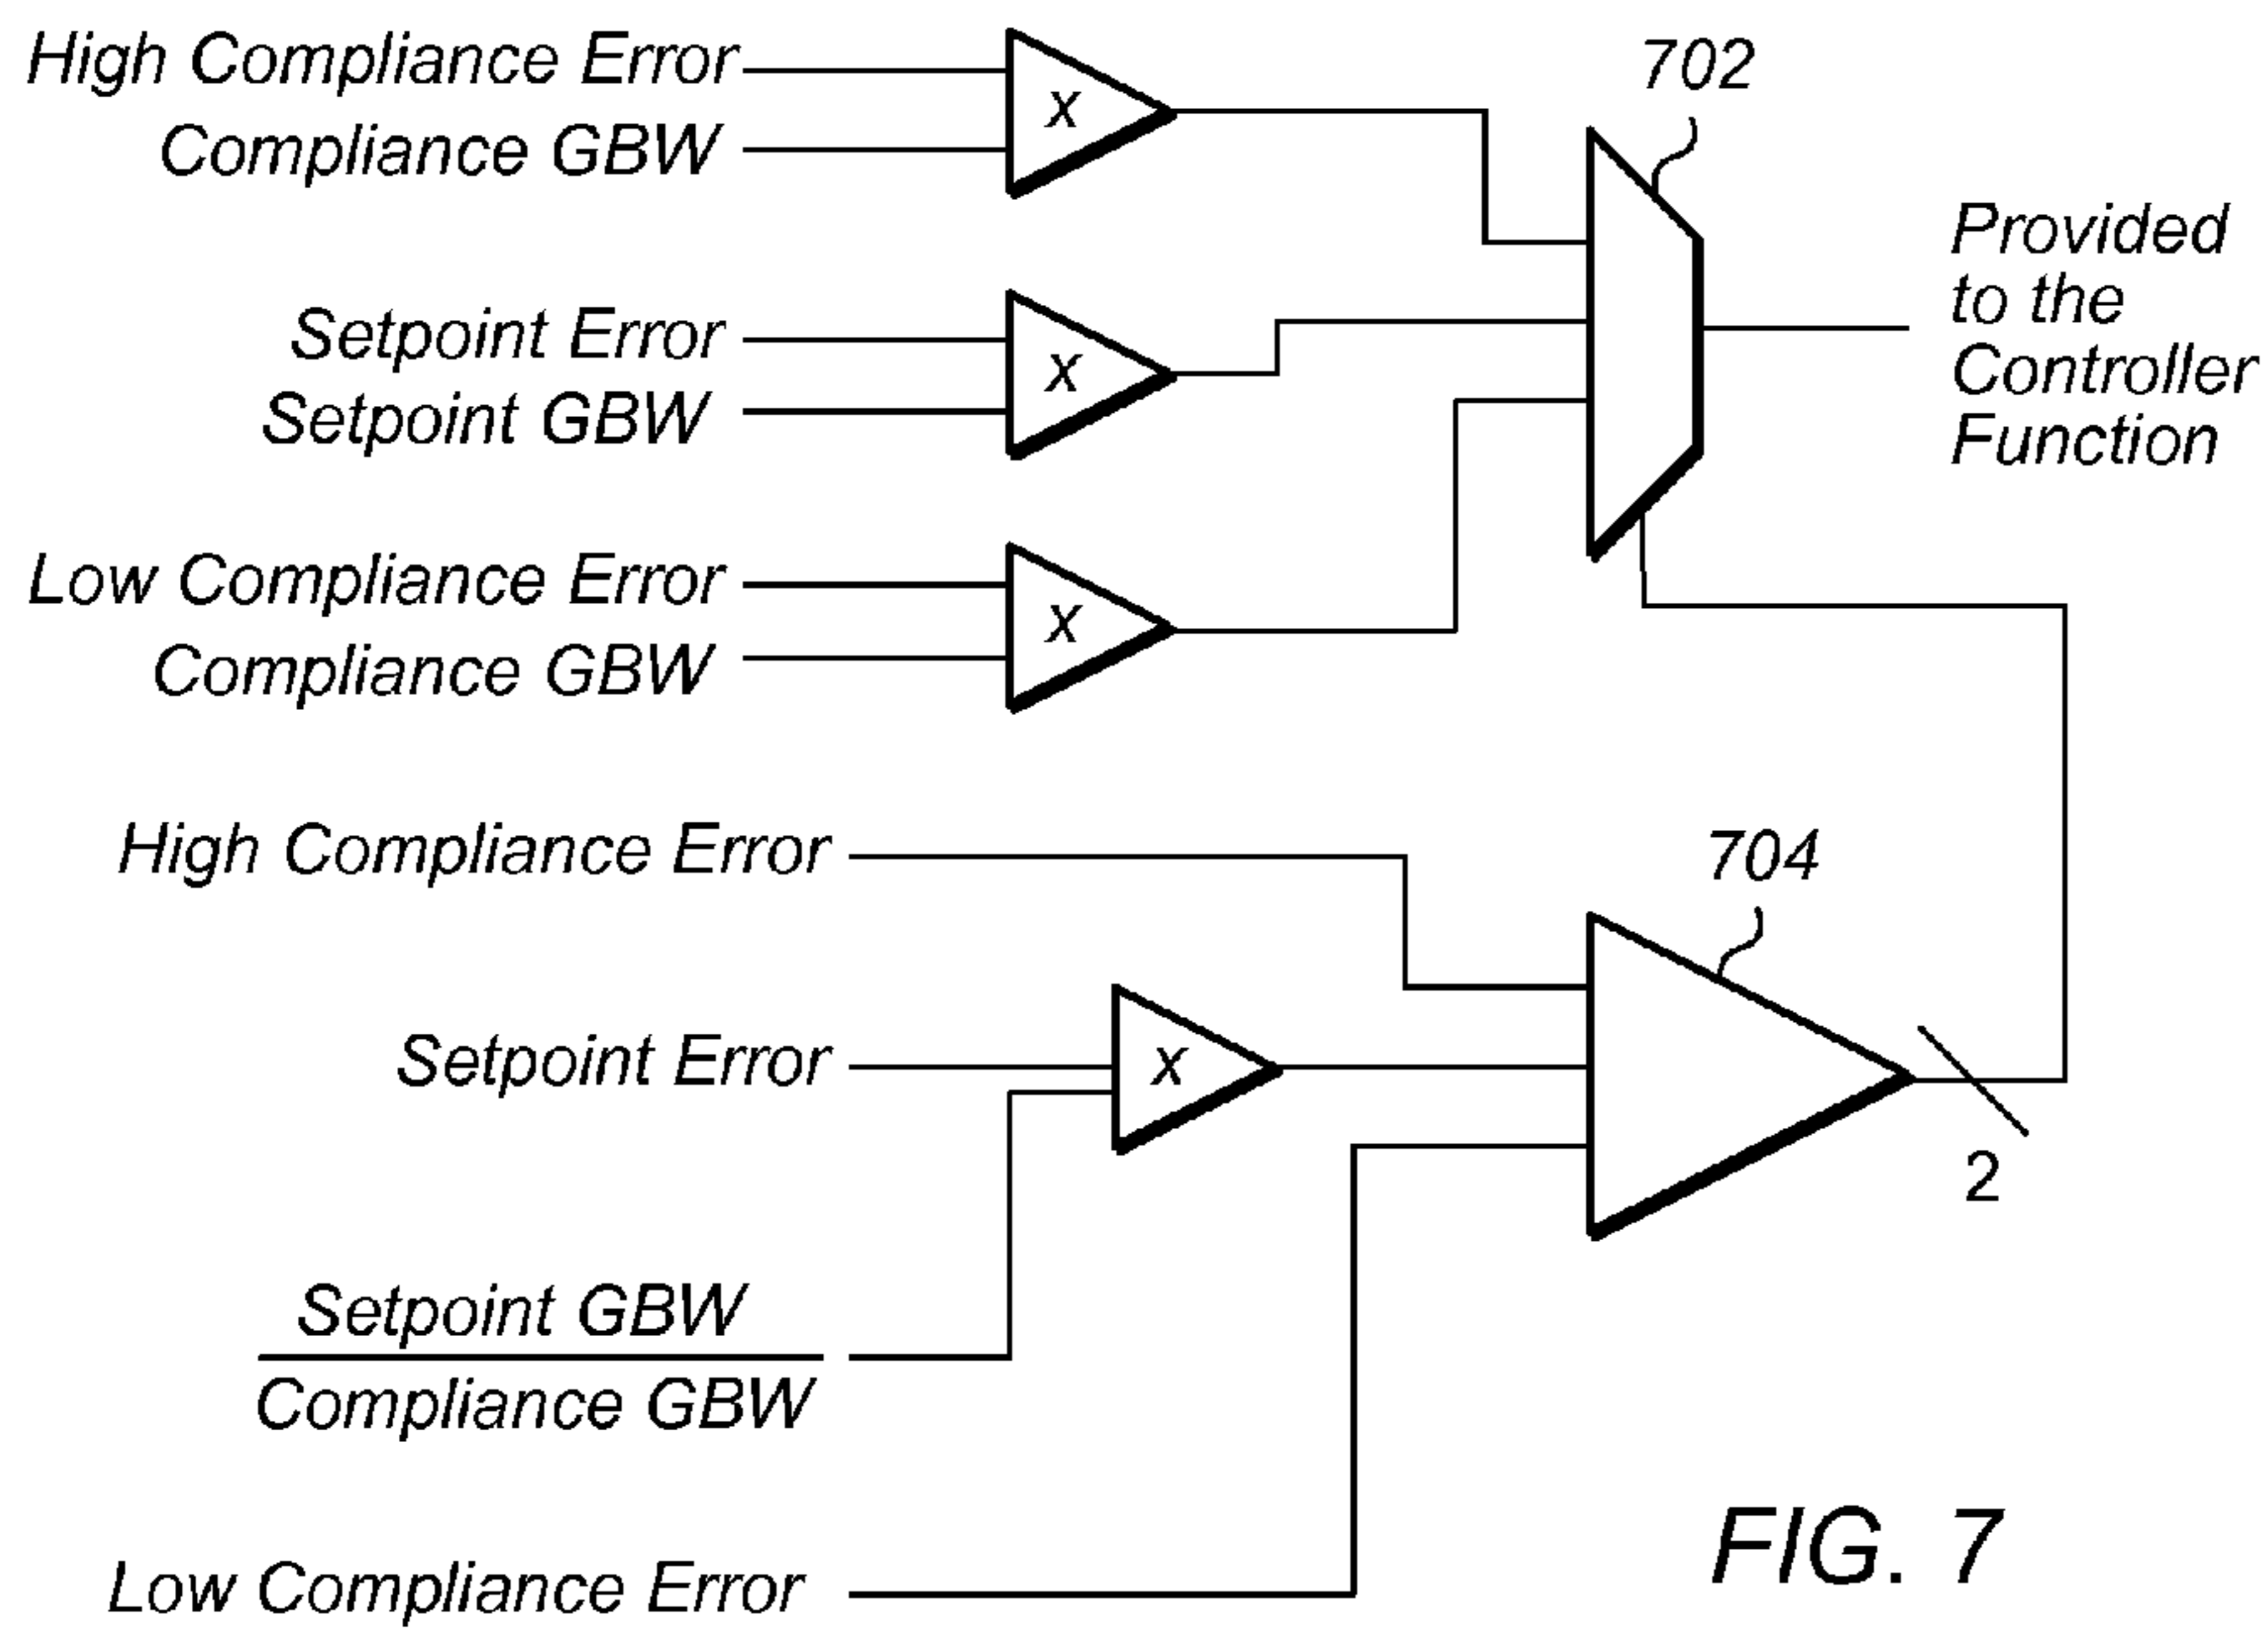 High Compliance Error
Compliance GBW
x
702
Provided
to the
Controller
Function
Setpoint Error
Setpoint GBW
x
Low Compliance Error
Compliance GBW
x
High Compliance Error
704
Setpoint Error
x
2
Setpoint GBW
Compliance GBW
Low Compliance Error
FIG. 7